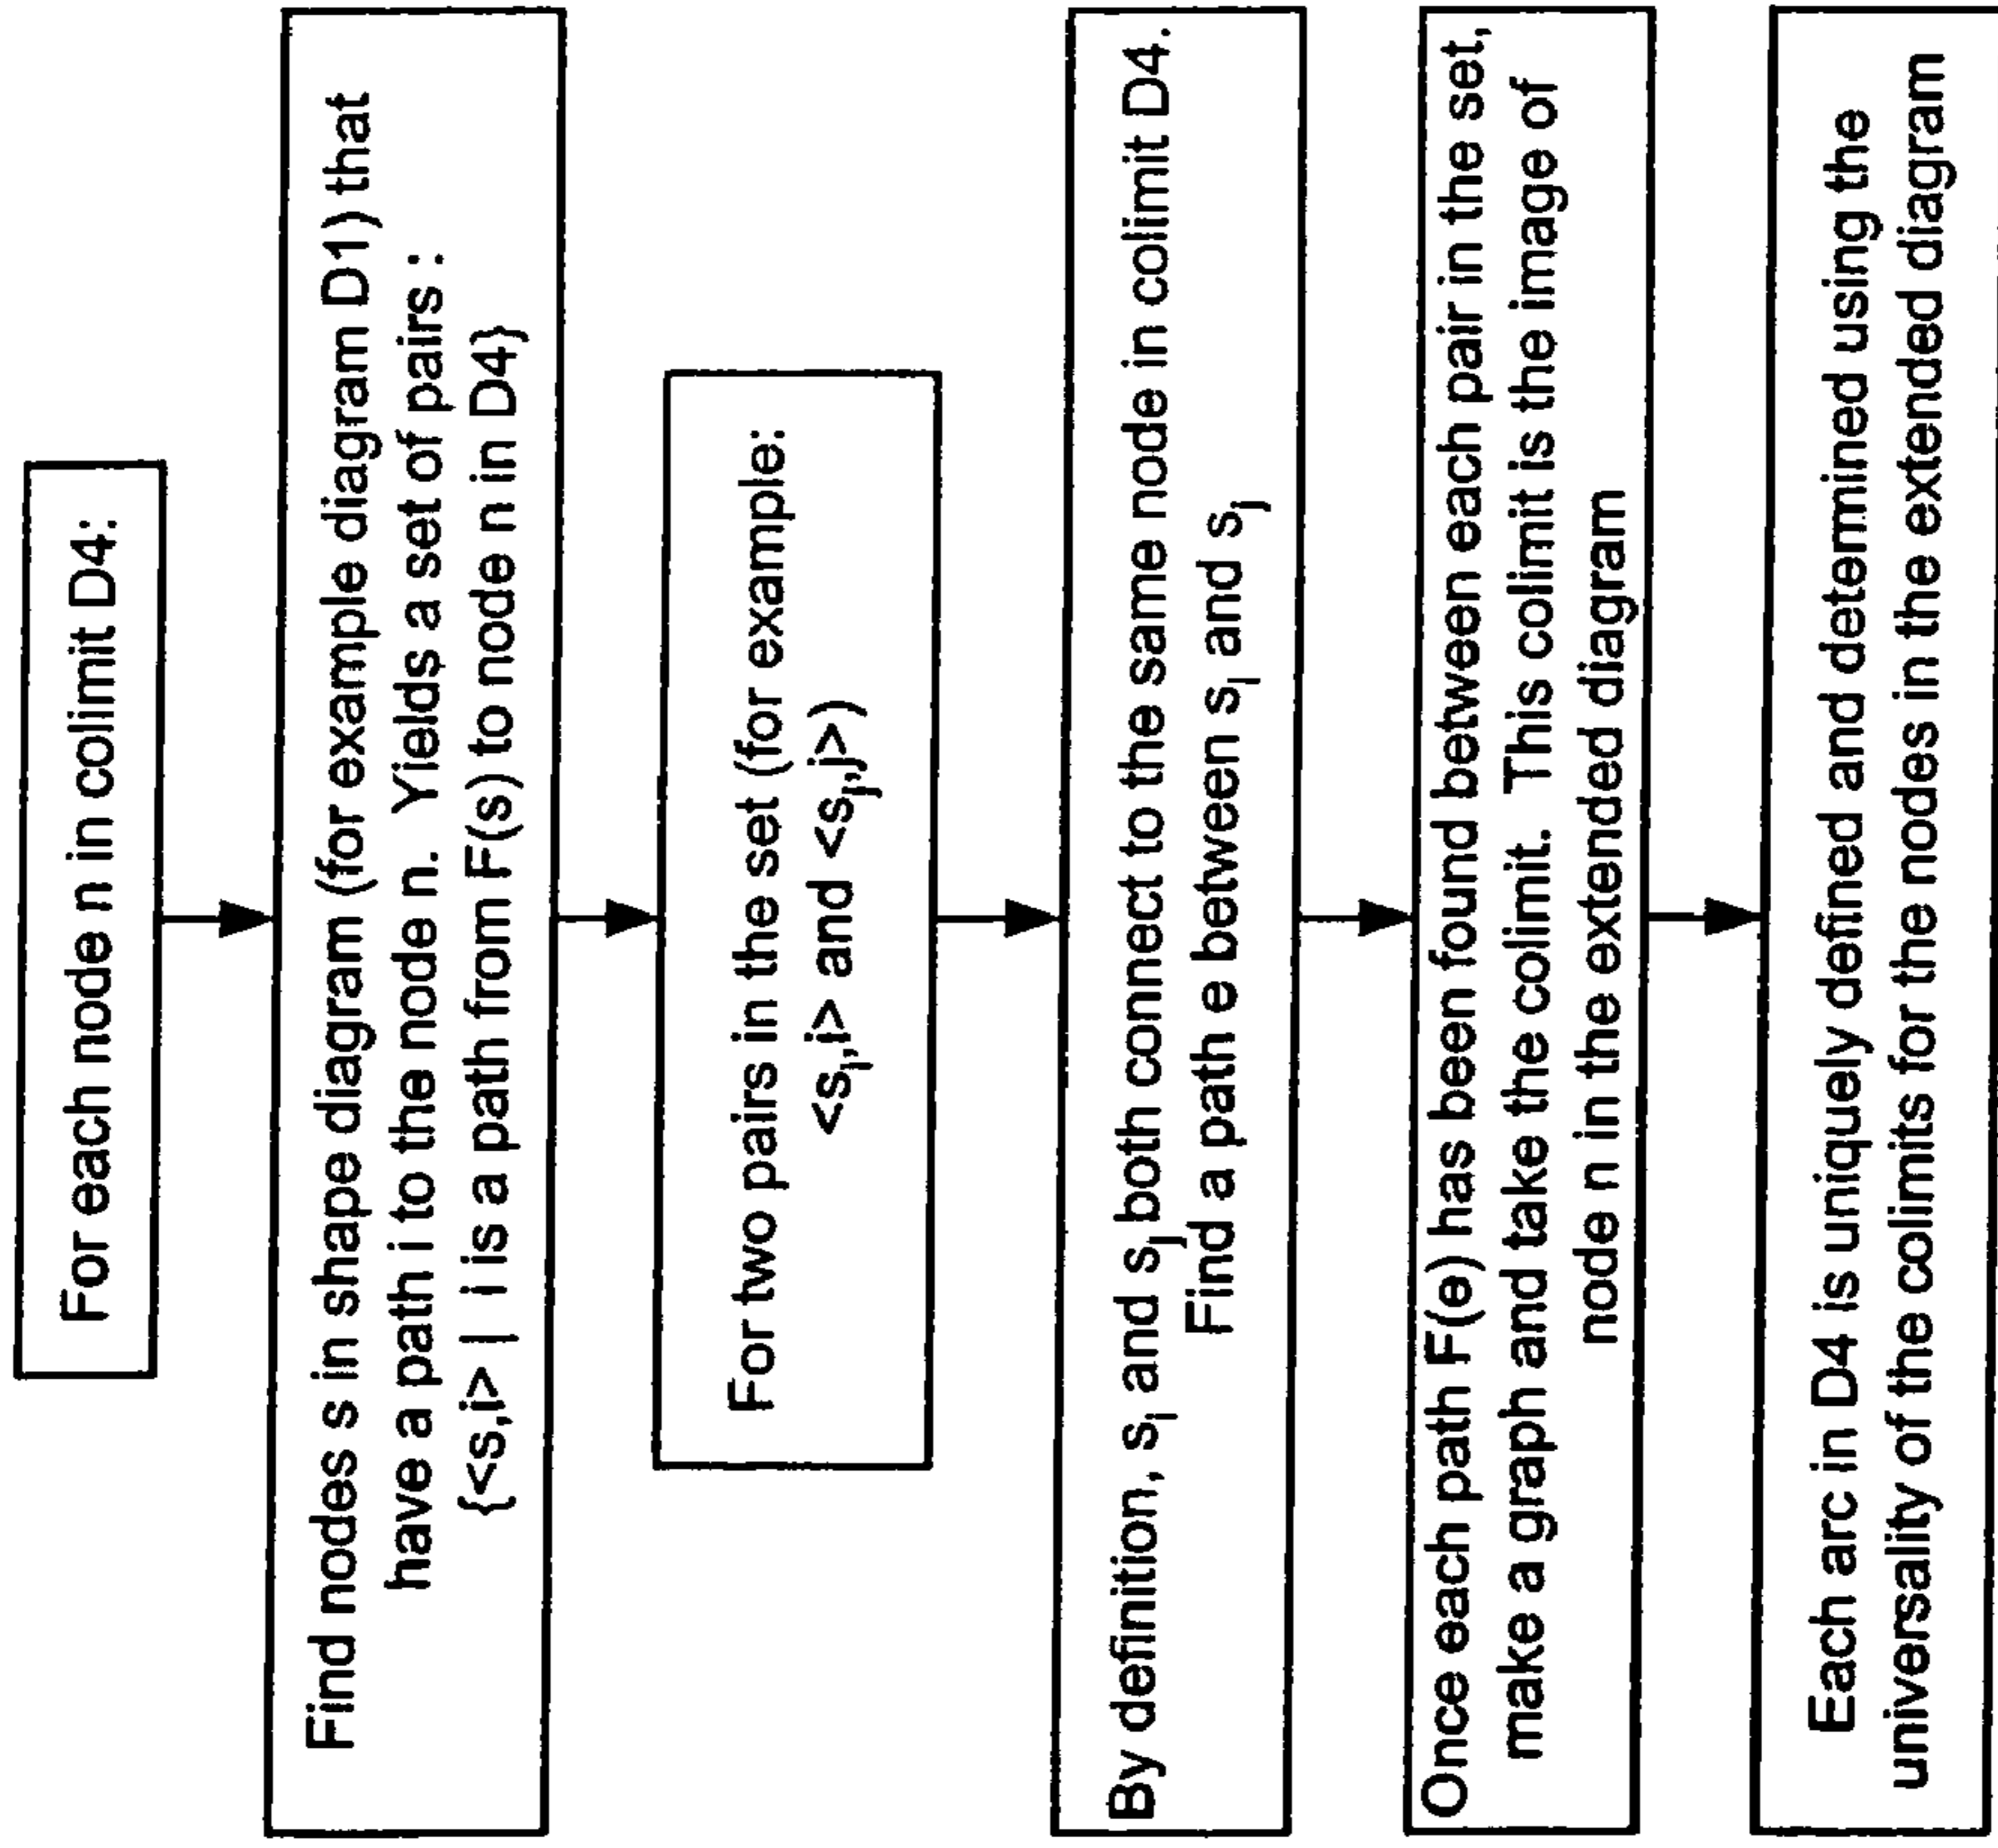 For each node n in colimit D4:
Find nodes s in shape diagram (for example diagram D1) that
have a path i to the node n. Yields a set of pairs :
{<s,i> | i is a path from F(s) to node n in D4}
For two pairs in the set (for example:
<sᵢ,i> and <sⱼ,j>)
By definition, sᵢ and sⱼ both connect to the same node in colimit D4.
Find a path e between sᵢ and sⱼ
Once each path F(e) has been found between each pair in the set,
make a graph and take the colimit. This colimit is the image of
node n in the extended diagram
Each arc in D4 is uniquely defined and determined using the
universality of the colimits for the nodes in the extended diagram